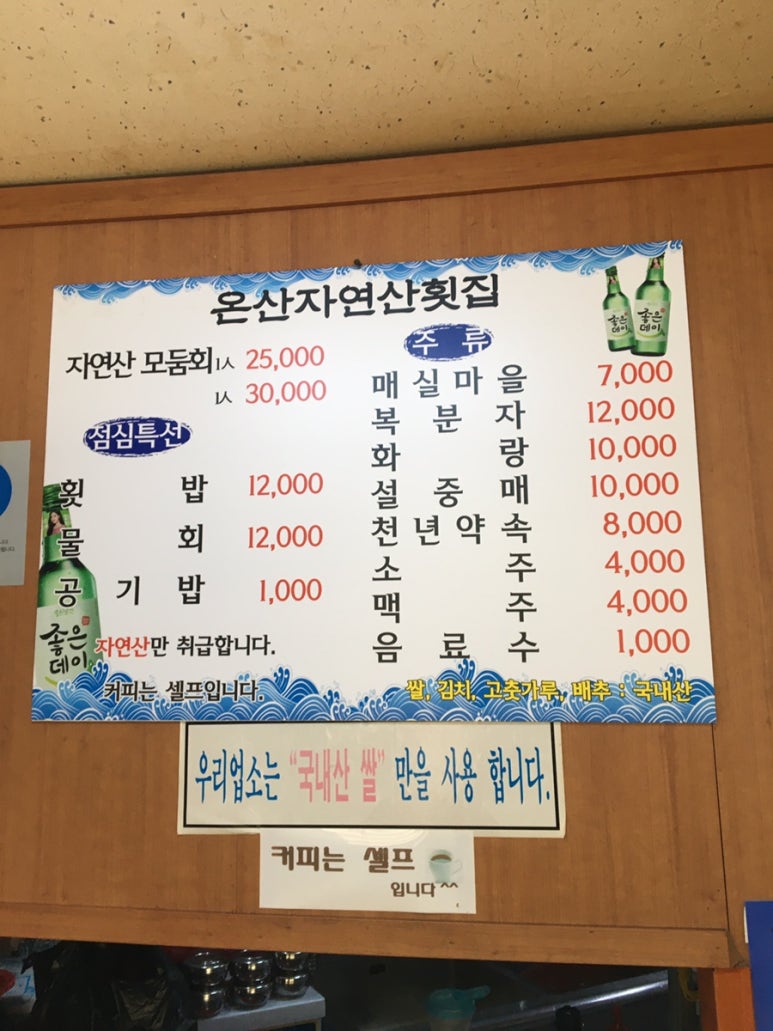 온산자연산횟집
자연산 모둠회 1人 25,000
1人 30,000
점심특선
횟밥 12,000
물회 12,000
공기밥 1,000
자연산만 취급합니다.
커피는 셀프입니다.
주류
매실마을 7,000
복분자 12,000
화랑 10,000
설중매 10,000
천년약속 8,000
소주 4,000
맥주 4,000
음료수 1,000
쌀, 김치, 고춧가루, 배추 : 국내산
좋은데이
좋은데이
좋은데이
우리업소는 "국내산 쌀" 만을 사용 합니다.
커피는 셀프
입니다^^